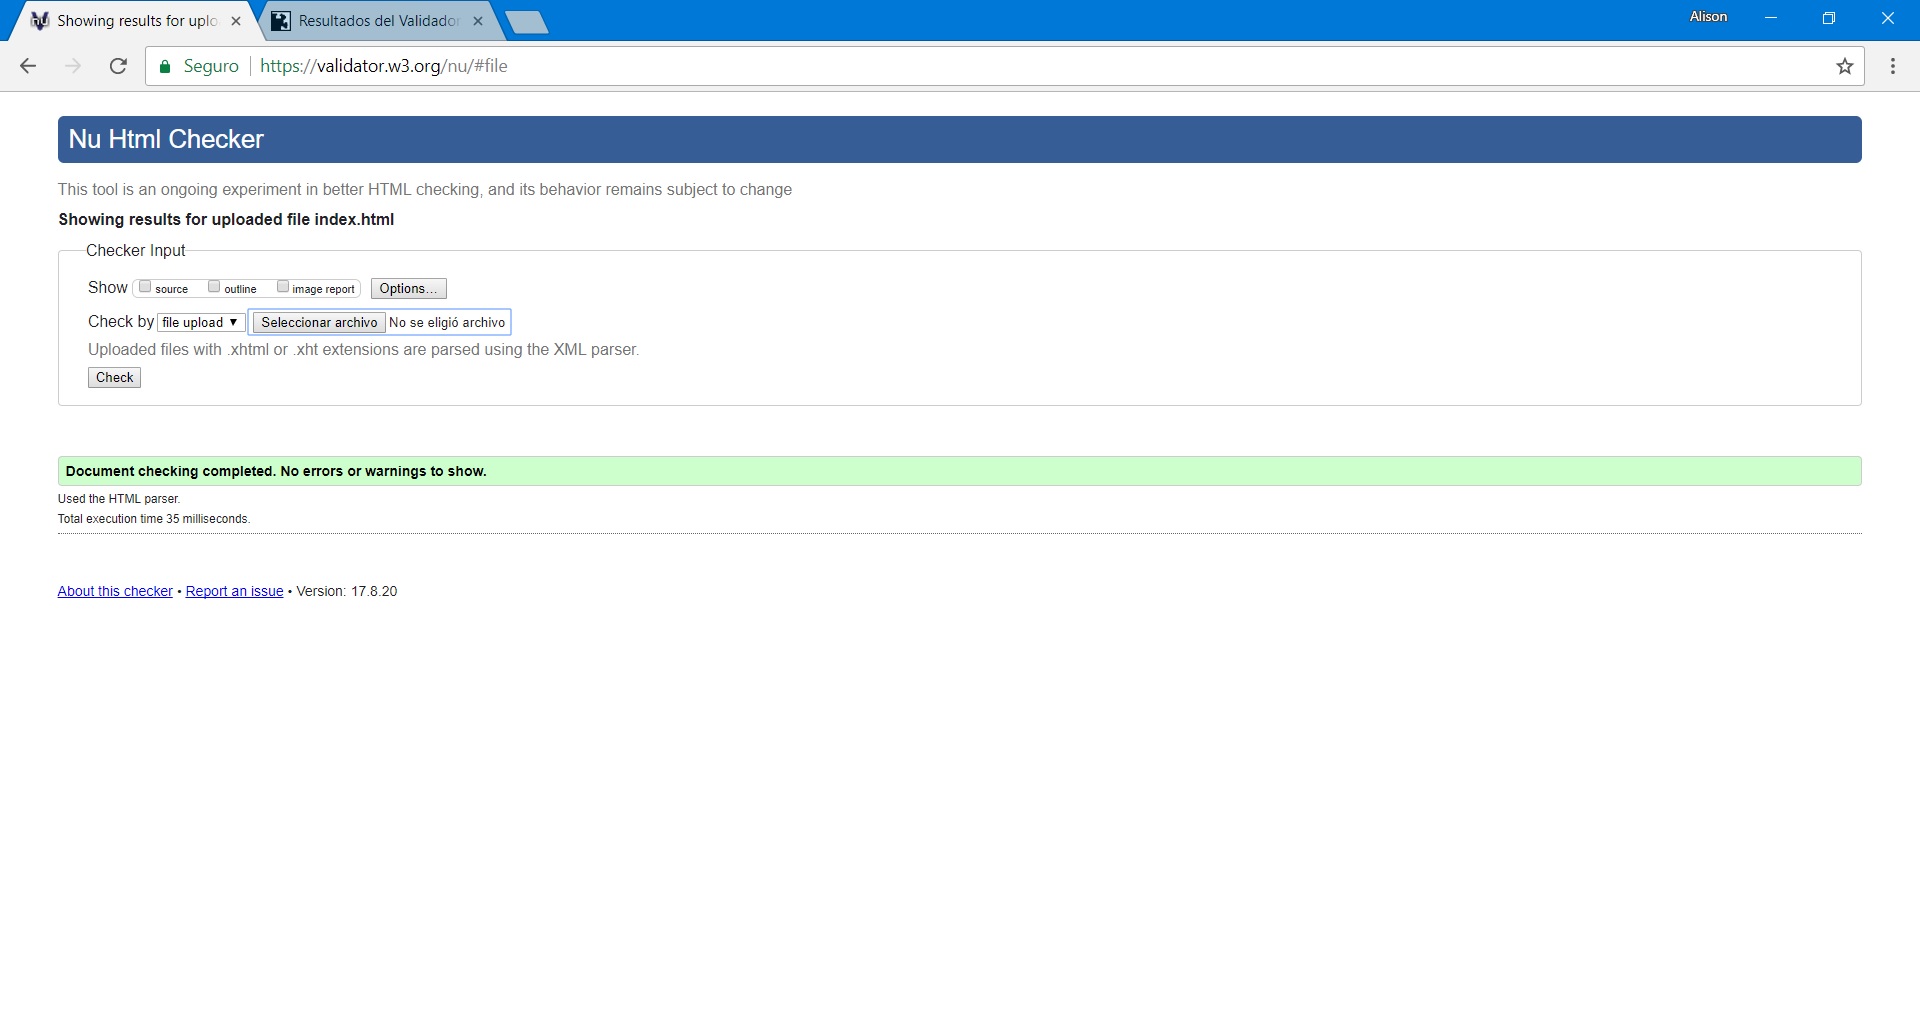 Showing results for uplo
Resultados del Validador
Alison
Seguro
https://validator.w3.org/nu/#file
Nu Html Checker
This tool is an ongoing experiment in better HTML checking, and its behavior remains subject to change
Showing results for uploaded file index.html
Checker Input
Show source outline image report Options...
Check by file upload Seleccionar archivo No se eligió archivo
Uploaded files with .xhtml or .xht extensions are parsed using the XML parser.
Check
Document checking completed. No errors or warnings to show.
Used the HTML parser.
Total execution time 35 milliseconds.
About this checker • Report an issue • Version: 17.8.20